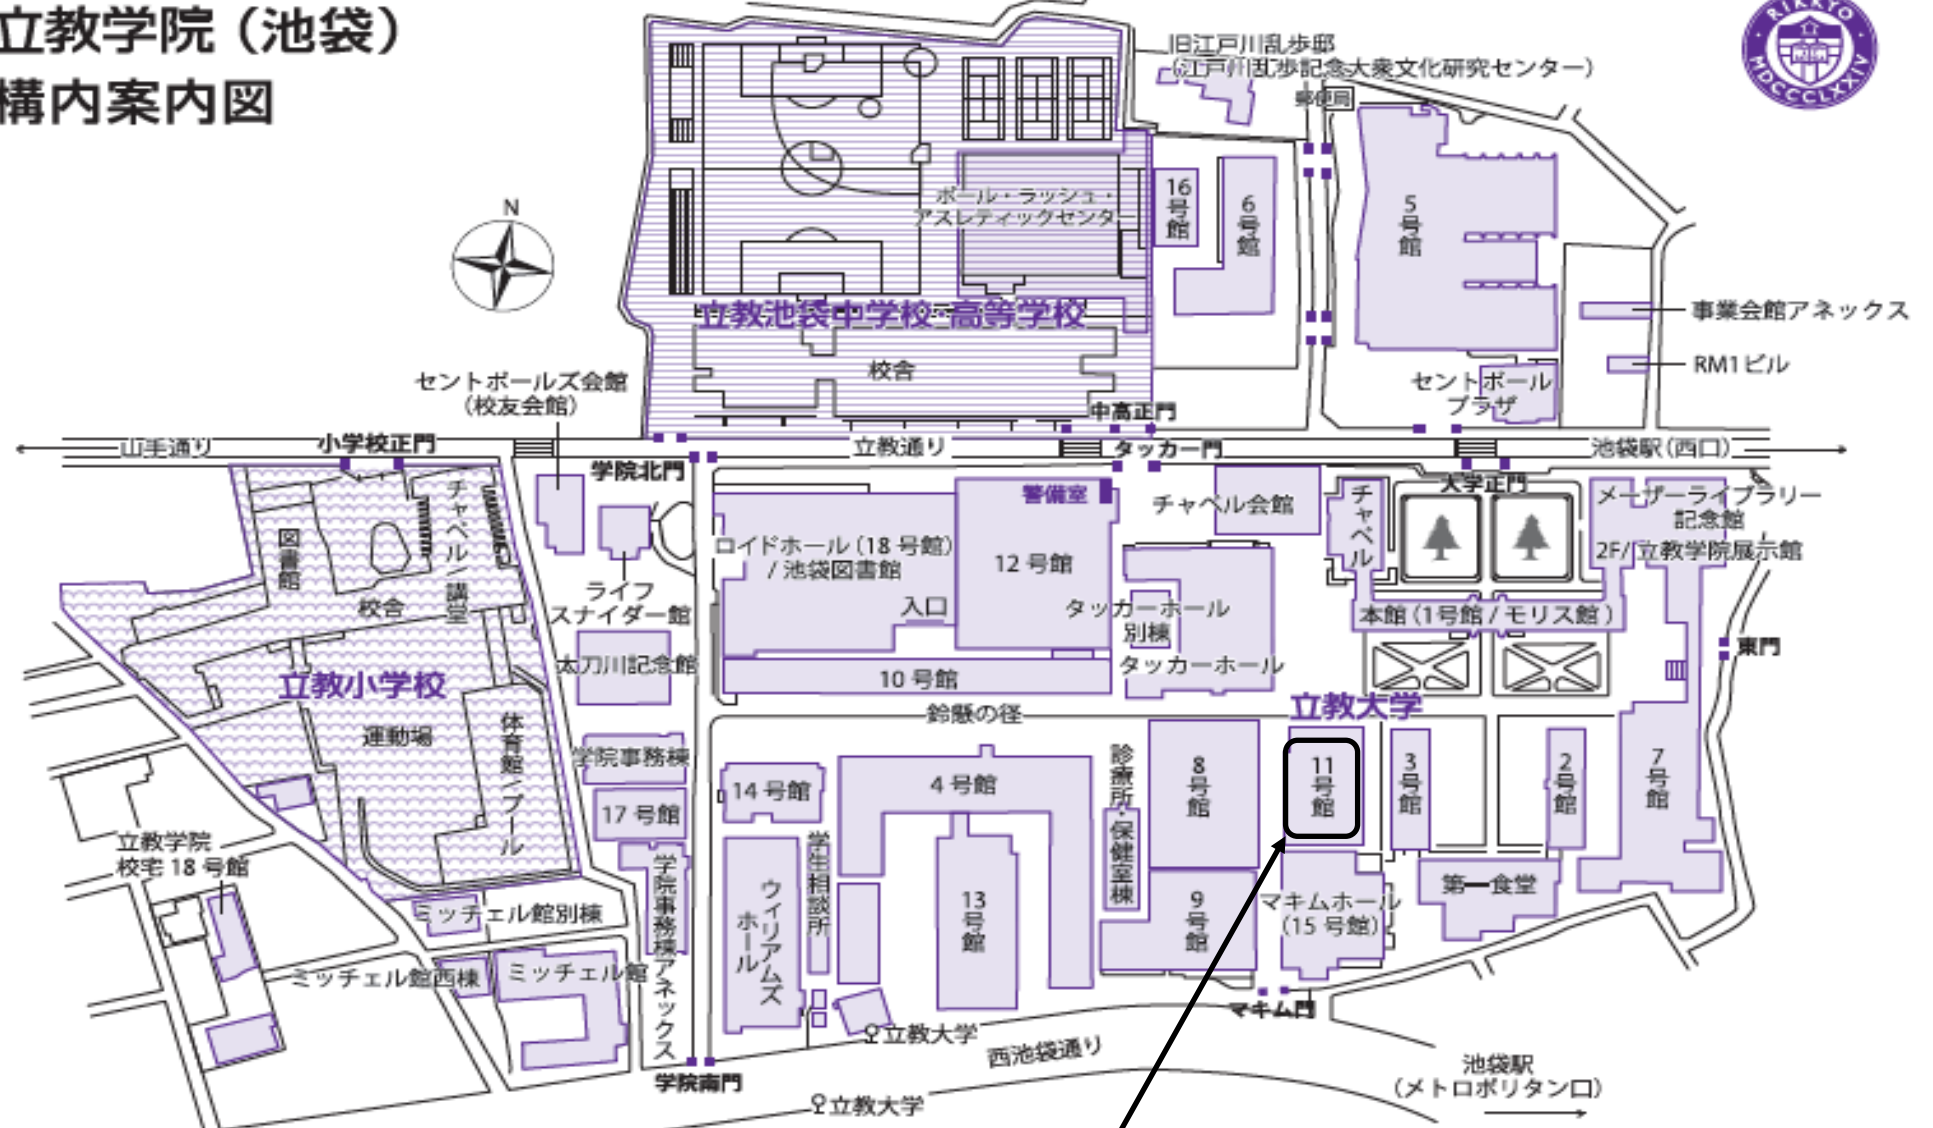 立教学院（池袋）
構内案内図
RIKKYO
MDCCCLXXIV
N
旧江戸川乱歩邸
（江戸川乱歩記念大衆文化研究センター）
郵便局
ポール・ラッシュ・
アスレティックセンター
16号館
6号館
5号館
立教池袋中学校・高等学校
校舎
事業会館アネックス
RM1ビル
セントポール
プラザ
セントポールズ会館
（校友会館）
中高正門
山手通り
小学校正門
立教通り
タッカー門
池袋駅（西口）
学院北門
大学正門
警備室
チャペル会館
チャペル
メーザーライブラリー
記念館
2F/立教学院展示館
図書館
チャペル/講堂
校舎
ロイドホール（18号館）
/池袋図書館
入口
12号館
ライフ
スナイダー館
タッカーホール
別棟
タッカーホール
本館（1号館/モリス館）
東門
太刀川記念館
立教小学校
10号館
運動場
体育館/プール
鈴懸の径
立教大学
学院事務棟
14号館
4号館
診療所・保健室棟
8号館
11号館
3号館
2号館
7号館
17号館
立教学院
校宅18号館
学院事務棟アネックス
ウィリアムズ
ホール
学生相談所
13号館
9号館
マキムホール
（15号館）
第一食堂
ミッチェル館別棟
ミッチェル館西棟
ミッチェル館
マキム門
立教大学
西池袋通り
学院南門
立教大学
池袋駅
（メトロポリタン口）